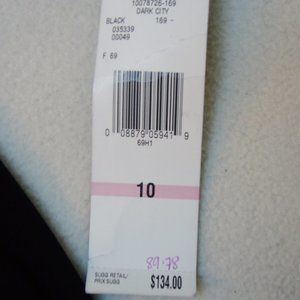 10078726-169
DARK CITY
BLACK 169 -
035339
00049
F 69
0 08879 05941 9
69H1
10
89.78
SUGG RETAIL/
PRIX SUGG $134.00